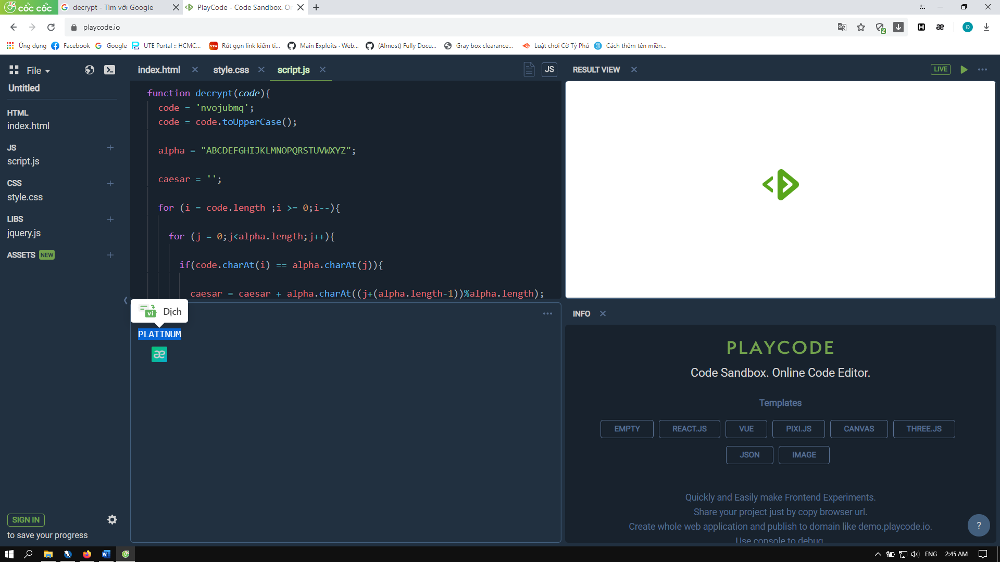 cốc cốc
decrypt - Tìm với Google
PlayCode - Code Sandbox. O
playcode.io
2
Đ
Ứng dụng
Facebook
Google
UTE Portal :: HCMC...
VTA
Rút gọn link kiếm ti...
Main Exploits · Web...
(Almost) Fully Docu...
Gray box clearance...
Luật chơi Cờ Tỷ Phú
Cách thêm tên miền...
File
index.html
style.css
script.js
JS
RESULT VIEW
LIVE
Untitled
HTML
index.html
JS
script.js
CSS
style.css
LIBS
jquery.js
ASSETS NEW
function decrypt(code){
code = 'nvojubmq';
code = code.toUpperCase();
alpha = "ABCDEFGHIJKLMNOPQRSTUVWXYZ";
caesar = '';
for (i = code.length ;i >= 0;i--){
for (j = 0;j<alpha.length;j++){
if(code.charAt(i) == alpha.charAt(j)){
caesar = caesar + alpha.charAt((j+(alpha.length-1))%alpha.length);
vi Dịch
PLATINUM
æ
INFO
PLAYCODE
Code Sandbox. Online Code Editor.
Templates
EMPTY
REACT.JS
VUE
PIXI.JS
CANVAS
THREE.JS
JSON
IMAGE
Quickly and Easily make Frontend Experiments.
Share your project just by copy browser url.
Create whole web application and publish to domain like demo.playcode.io.
Use console to debug
?
SIGN IN
to save your progress
ENG
2:45 AM